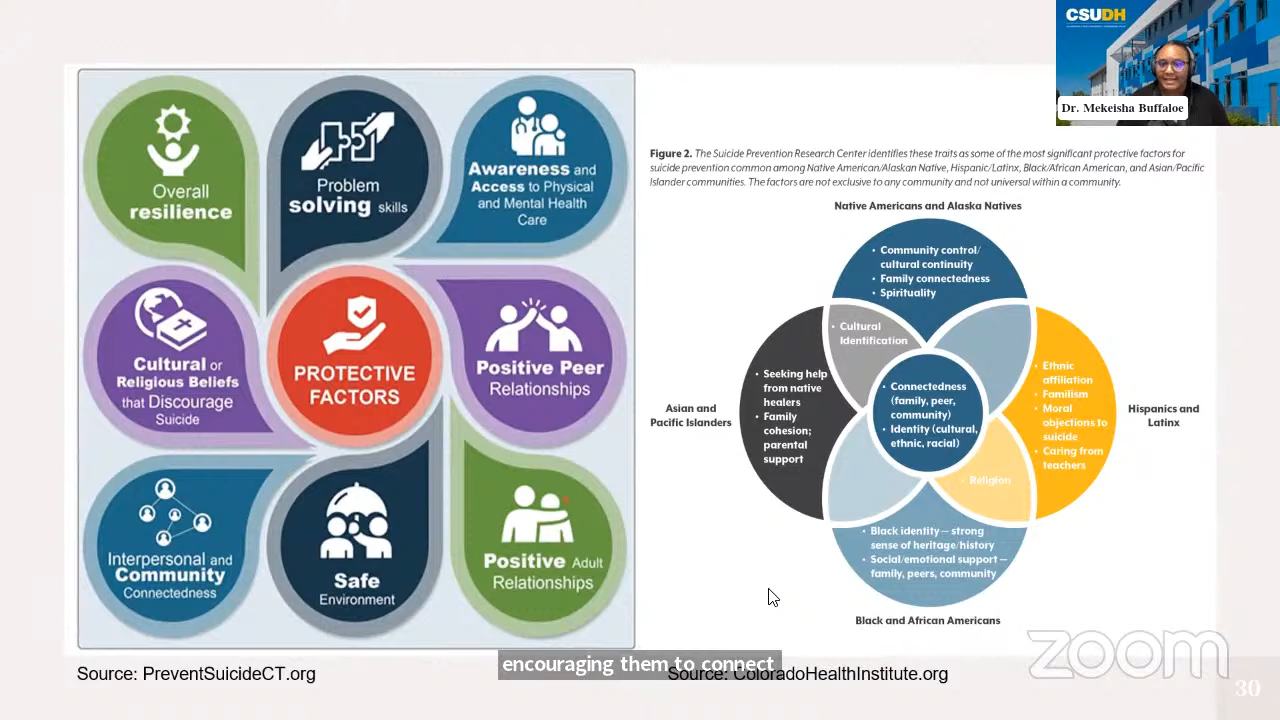 CSUDH
Dr. Mekeisha Buffaloe
Overall
resilience
Problem
solving skills
Awareness and
Access to Physical
and Mental Health
Care
Cultural or
Religious Beliefs
that Discourage
Suicide
PROTECTIVE
FACTORS
Positive Peer
Relationships
Interpersonal and
Community
Connectedness
Safe
Environment
Positive Adult
Relationships
Source: PreventSuicideCT.org
Figure 2. The Suicide Prevention Research Center identifies these traits as some of the most significant protective factors for
suicide prevention common among Native American/Alaskan Native, Hispanic/Latinx, Black/African American, and Asian/Pacific
Islander communities. The factors are not exclusive to any community and not universal within a community.
Native Americans and Alaska Natives
• Community control/
cultural continuity
• Family connectedness
• Spirituality
• Cultural
Identification
Asian and
Pacific Islanders
• Seeking help
from native
healers
• Family
cohesion;
parental
support
• Connectedness
(family, peer,
community)
• Identity (cultural,
ethnic, racial)
• Ethnic
affiliation
• Familism
• Moral
objections to
suicide
• Caring from
teachers
Hispanics and
Latinx
• Religion
• Black identity — strong
sense of heritage/history
• Social/emotional support —
family, peers, community
Black and African Americans
zoom
encouraging them to connect
Source: ColoradoHealthInstitute.org
30